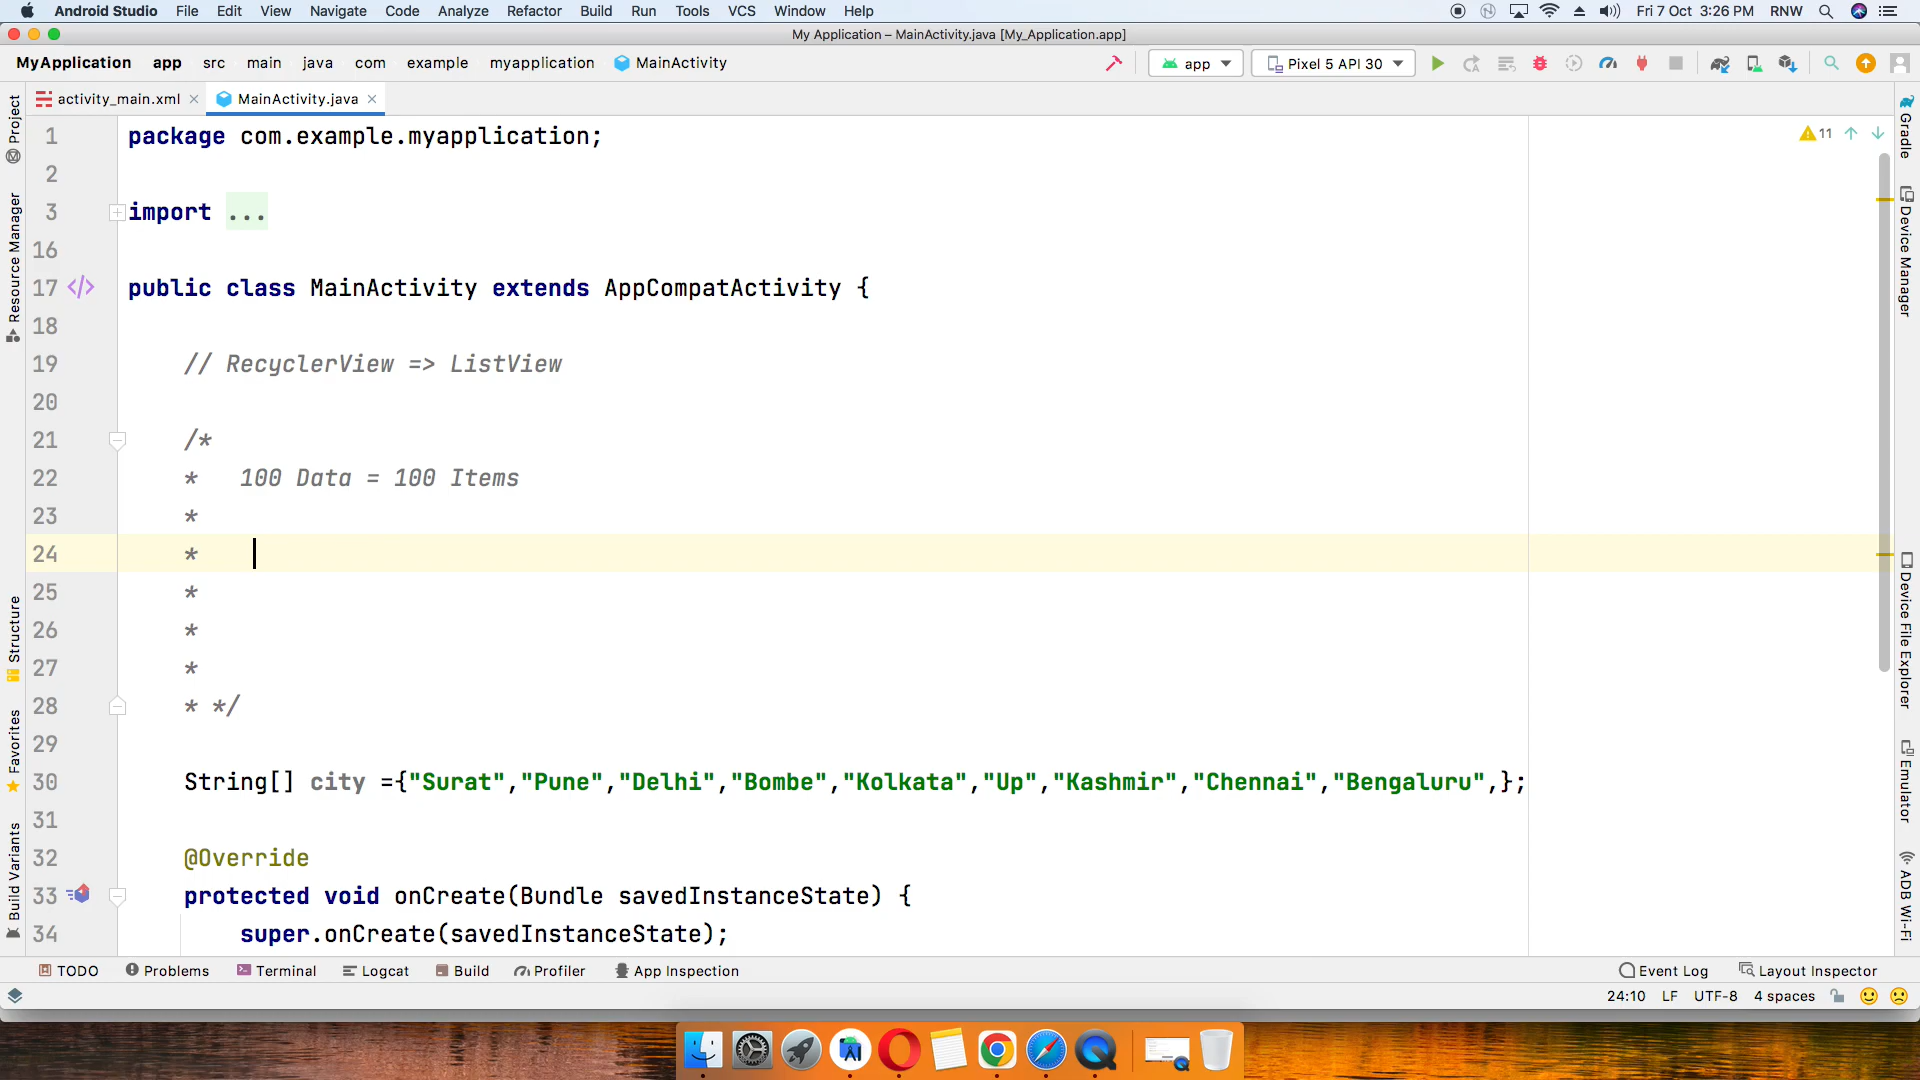 Android Studio File Edit View Navigate Code Analyze Refactor Build Run Tools VCS Window Help Fri 7 Oct 3:26 PM RNW
My Application – MainActivity.java [My_Application.app]
MyApplication app src main java com example myapplication MainActivity app Pixel 5 API 30
activity_main.xml MainActivity.java
Project
Resource Manager
Structure
Favorites
Build Variants
1 package com.example.myapplication;
2
3 import ...
16
17 public class MainActivity extends AppCompatActivity {
18
19 // RecyclerView => ListView
20
21 /*
22 * 100 Data = 100 Items
23 *
24 *
25 *
26 *
27 *
28 * */
29
30 String[] city ={"Surat","Pune","Delhi","Bombe","Kolkata","Up","Kashmir","Chennai","Bengaluru",};
31
32 @Override
33 protected void onCreate(Bundle savedInstanceState) {
34 super.onCreate(savedInstanceState);
11
Gradle
Device Manager
Device File Explorer
Emulator
ADB Wi-Fi
TODO Problems Terminal Logcat Build Profiler App Inspection Event Log Layout Inspector
24:10 LF UTF-8 4 spaces